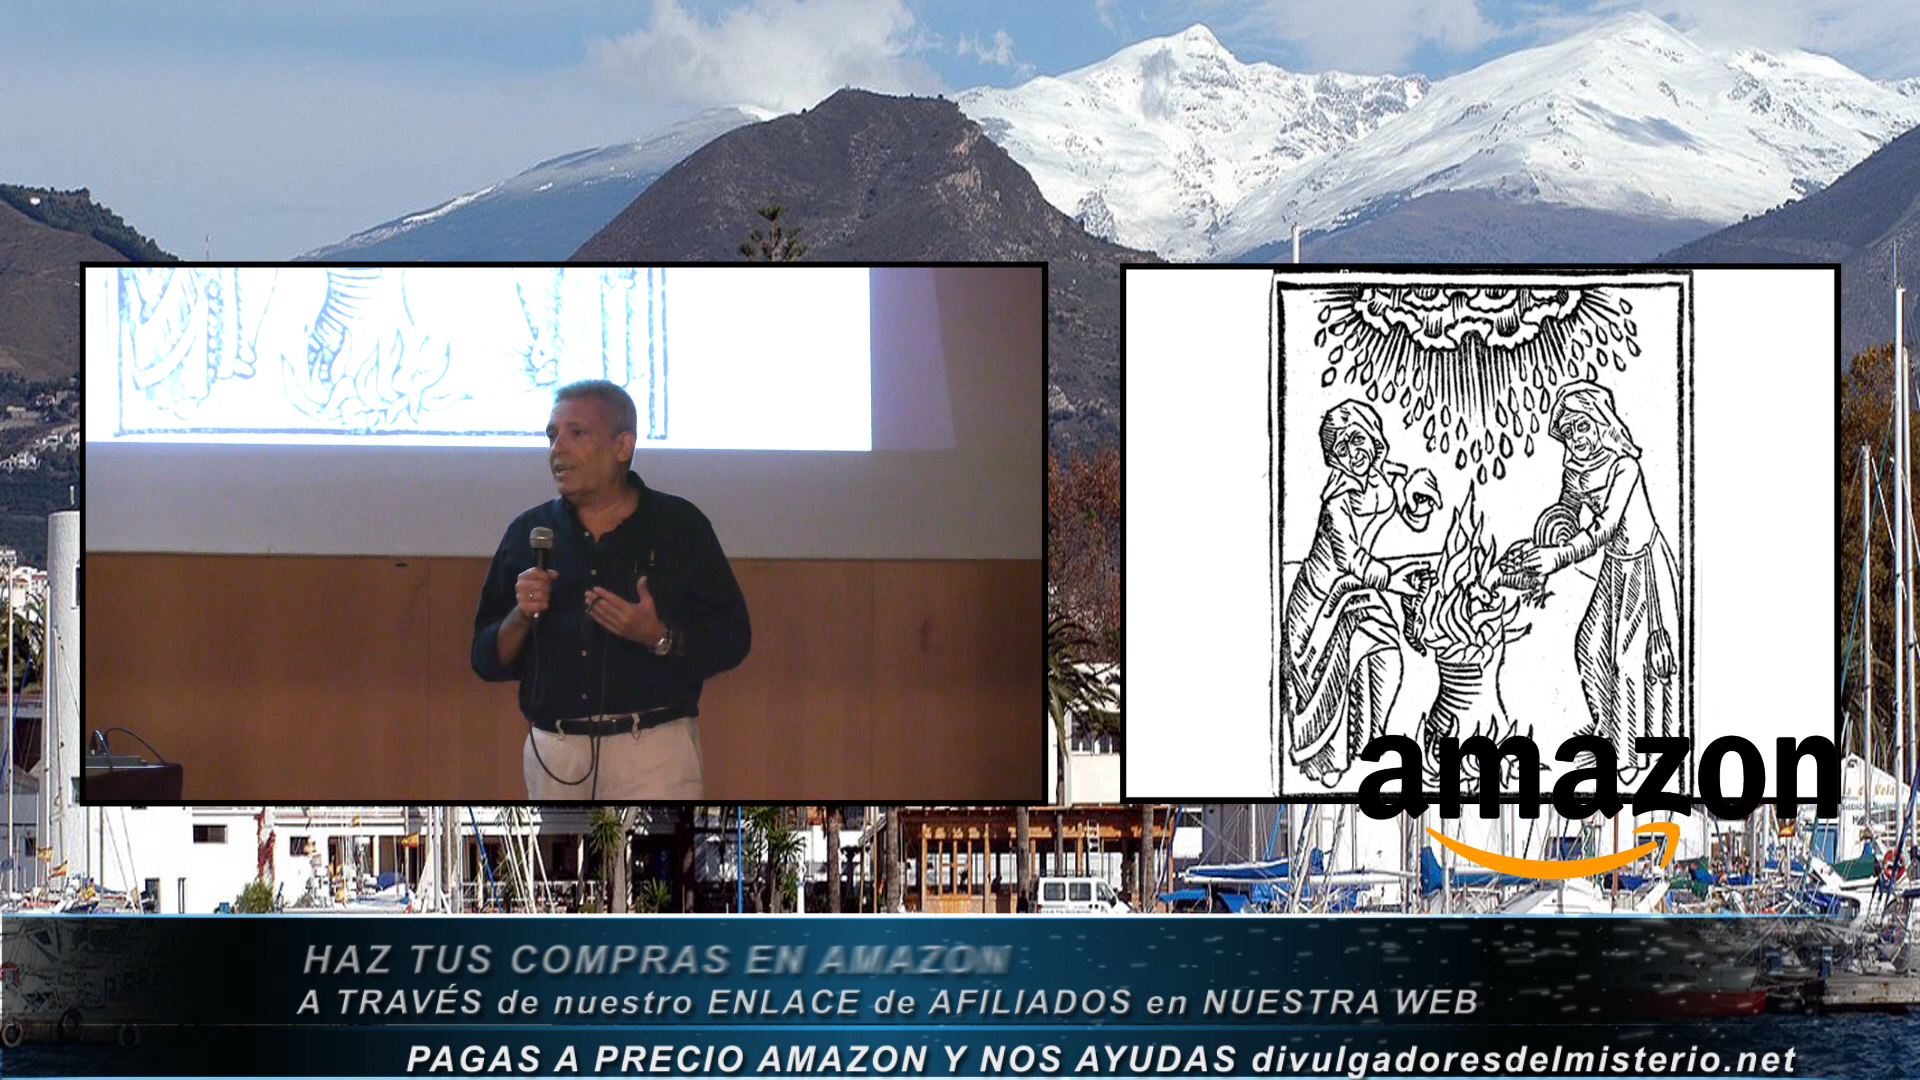 amazon
HAZ TUS COMPRAS EN AMAZON
A TRAVÉS de nuestro ENLACE de AFILIADOS en NUESTRA WEB
PAGAS A PRECIO AMAZON Y NOS AYUDAS divulgadoresdelmisterio.net